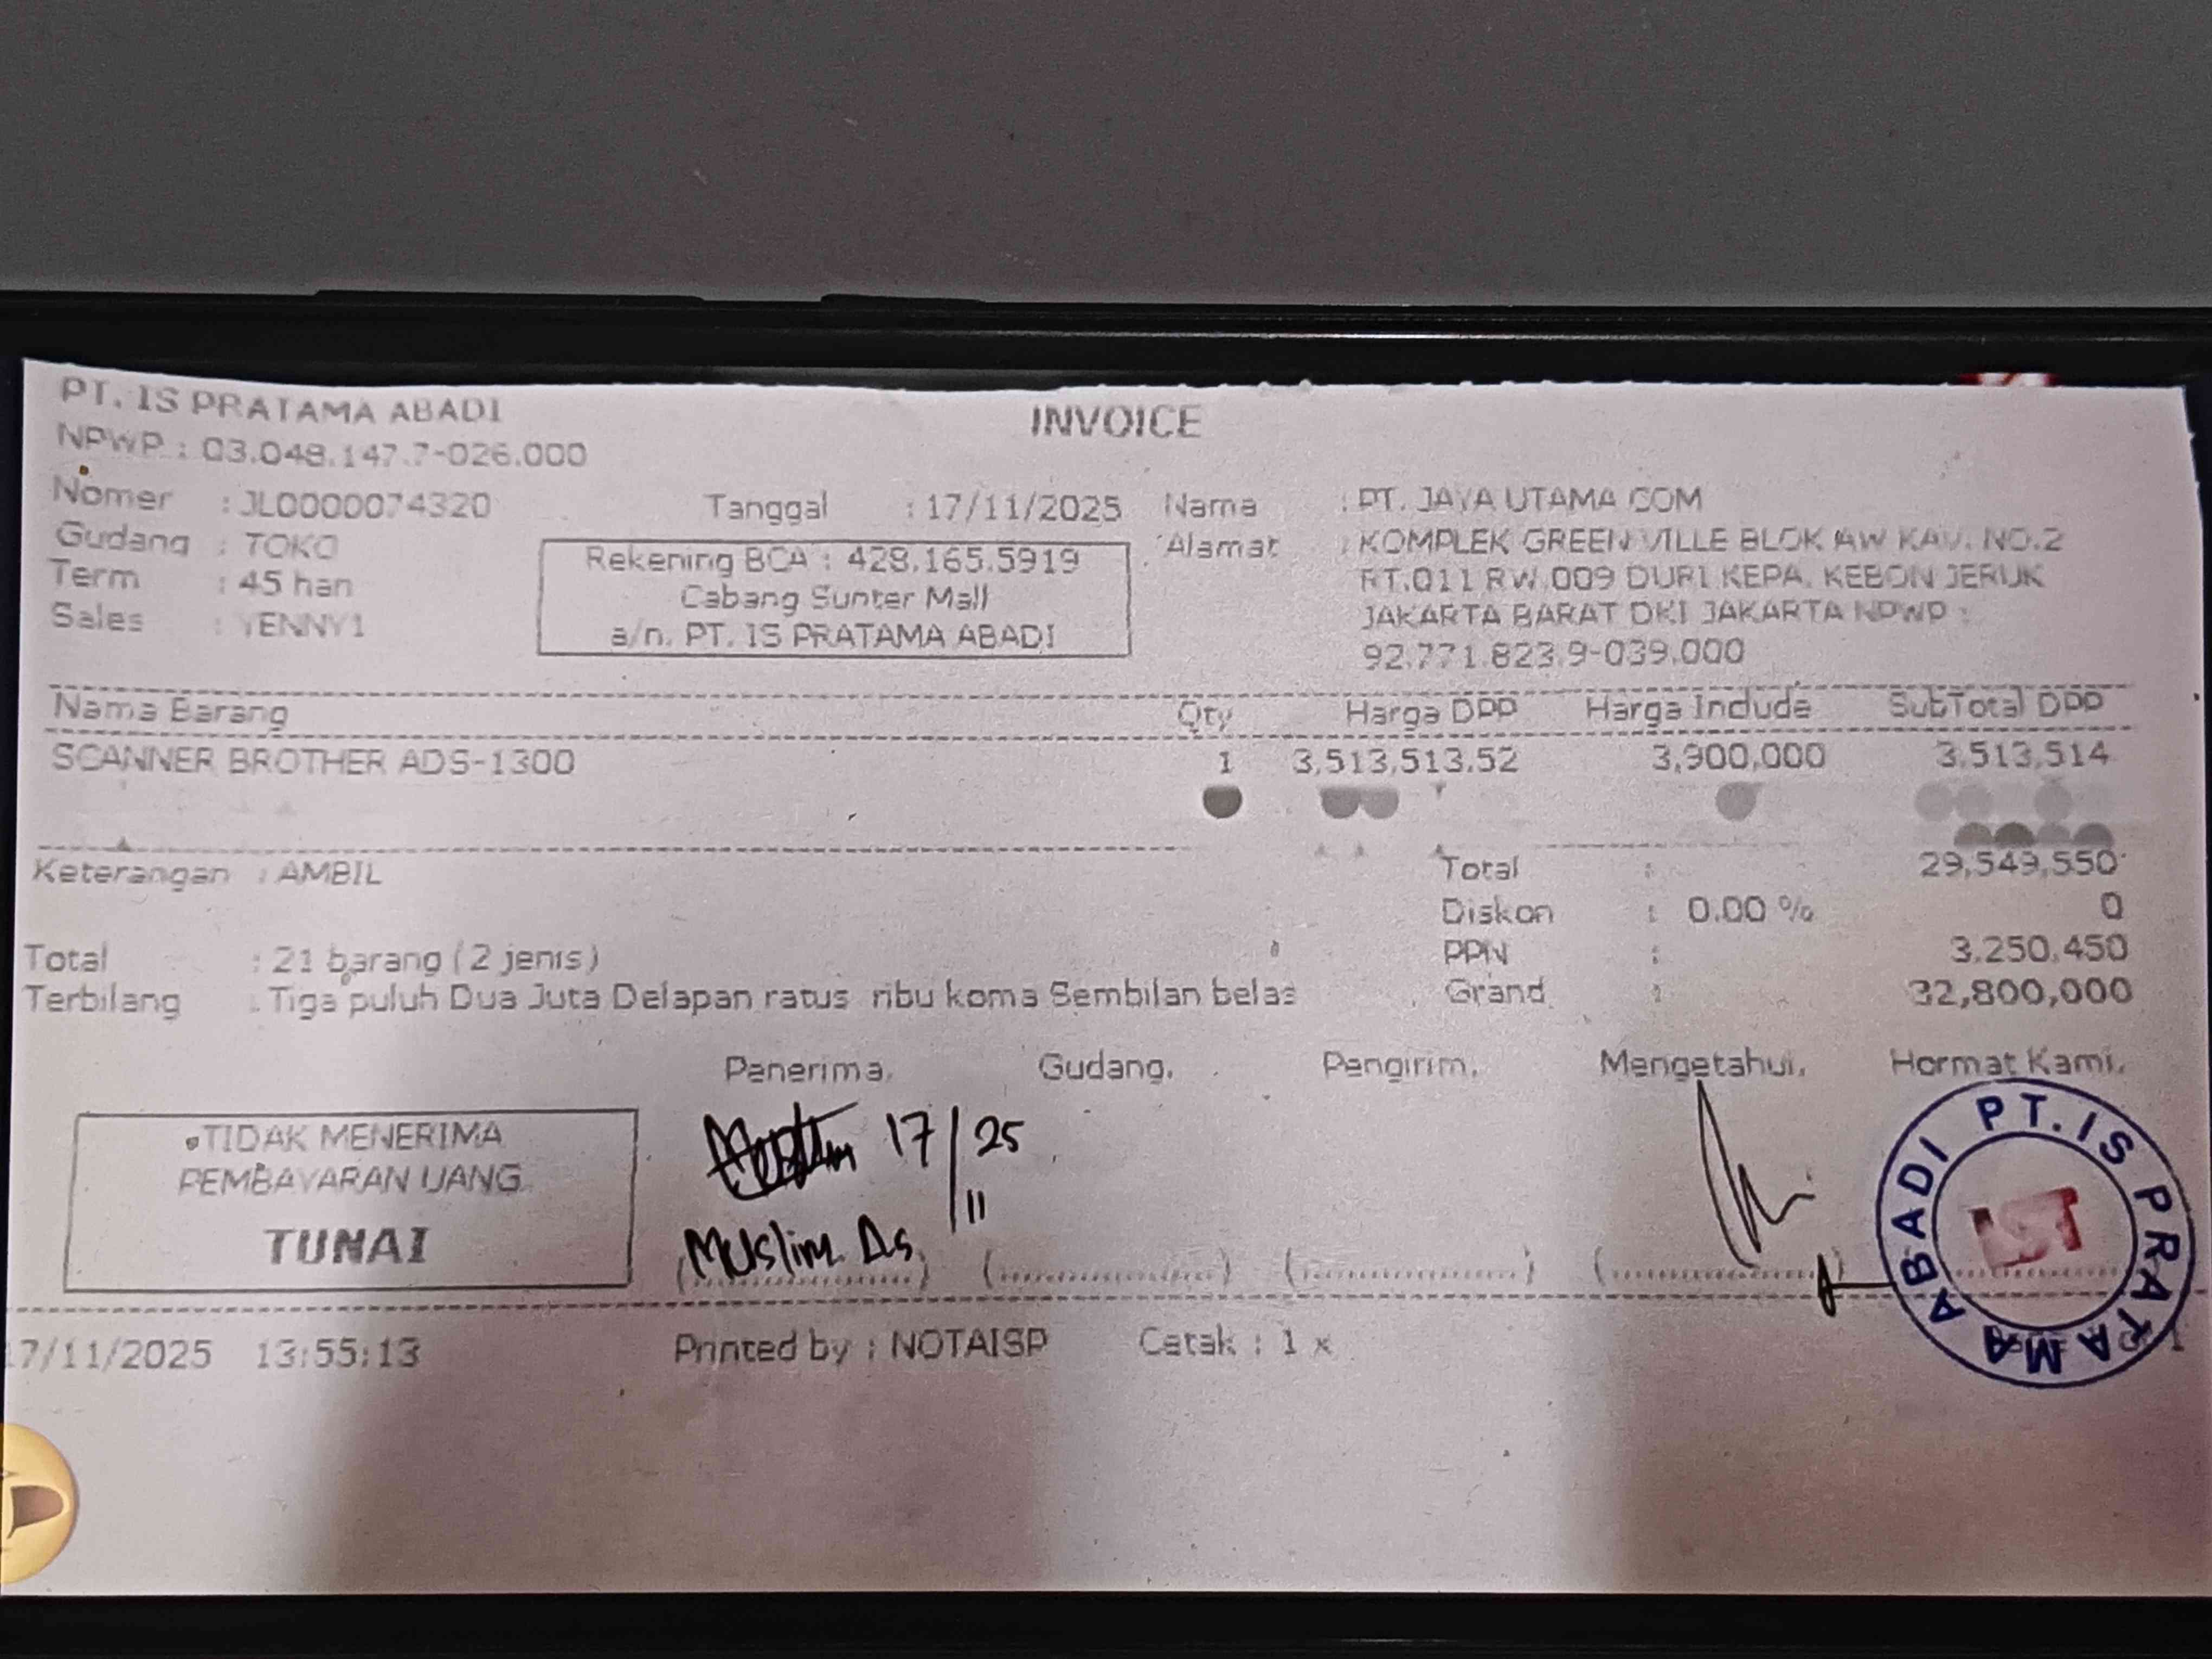 PT. IS PRATAMA ABADI
INVOICE
NPWP : 03.048.147.7-026.000
Nomer : JL0000074320
Tanggal : 17/11/2025
Nama : PT. JAYA UTAMA COM
Gudang : TOKO
Rekening BCA : 428.165.5919
Alamat : KOMPLEK GREEN VILLE BLOK AW KAV. NO.2
Term : 45 hari
Cabang Sunter Mall
RT.011 RW.009 DURI KEPA. KEBON JERUK
Sales : YENNY1
a/n. PT. IS PRATAMA ABADI
JAKARTA BARAT DKI JAKARTA NPWP :
92.771.823.9-039.000
Nama Barang Qty Harga DPP Harga Include SubTotal DPP
SCANNER BROTHER ADS-1300 1 3,513,513.52 3,900,000 3,513,514
Keterangan : AMBIL
Total : 29,549,550
Diskon : 0.00 % 0
Total : 21 barang (2 jenis)
PPN : 3,250,450
Terbilang : Tiga puluh Dua Juta Delapan ratus ribu koma Sembilan belas
Grand : 32,800,000
Penerima, Gudang, Pengirim, Mengetahui, Hormat Kami,
TIDAK MENERIMA
PEMBAYARAN UANG
TUNAI
17/11 25
Muslim As
PT. IS PRATAMA ABADI
IST
17/11/2025 13:55:13 Printed by : NOTAISP Cetak : 1 x